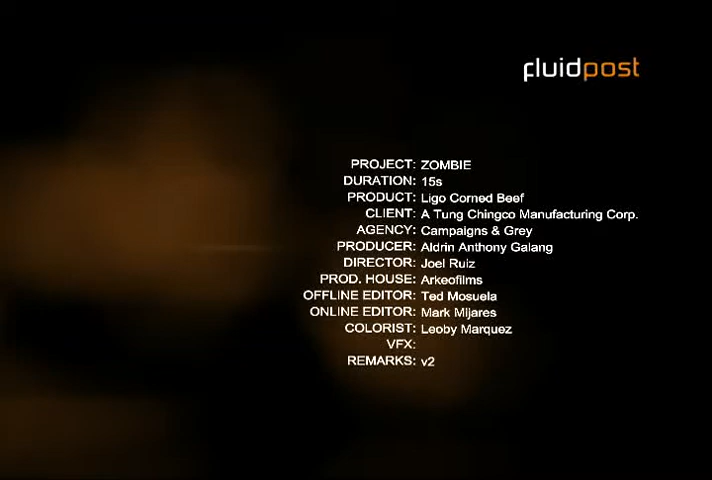 fluidpost
PROJECT: ZOMBIE
DURATION: 15s
PRODUCT: Ligo Corned Beef
CLIENT: A Tung Chingco Manufacturing Corp.
AGENCY: Campaigns & Grey
PRODUCER: Aldrin Anthony Galang
DIRECTOR: Joel Ruiz
PROD. HOUSE: Arkeofilms
OFFLINE EDITOR: Ted Mosuela
ONLINE EDITOR: Mark Mijares
COLORIST: Leoby Marquez
VFX:
REMARKS: v2